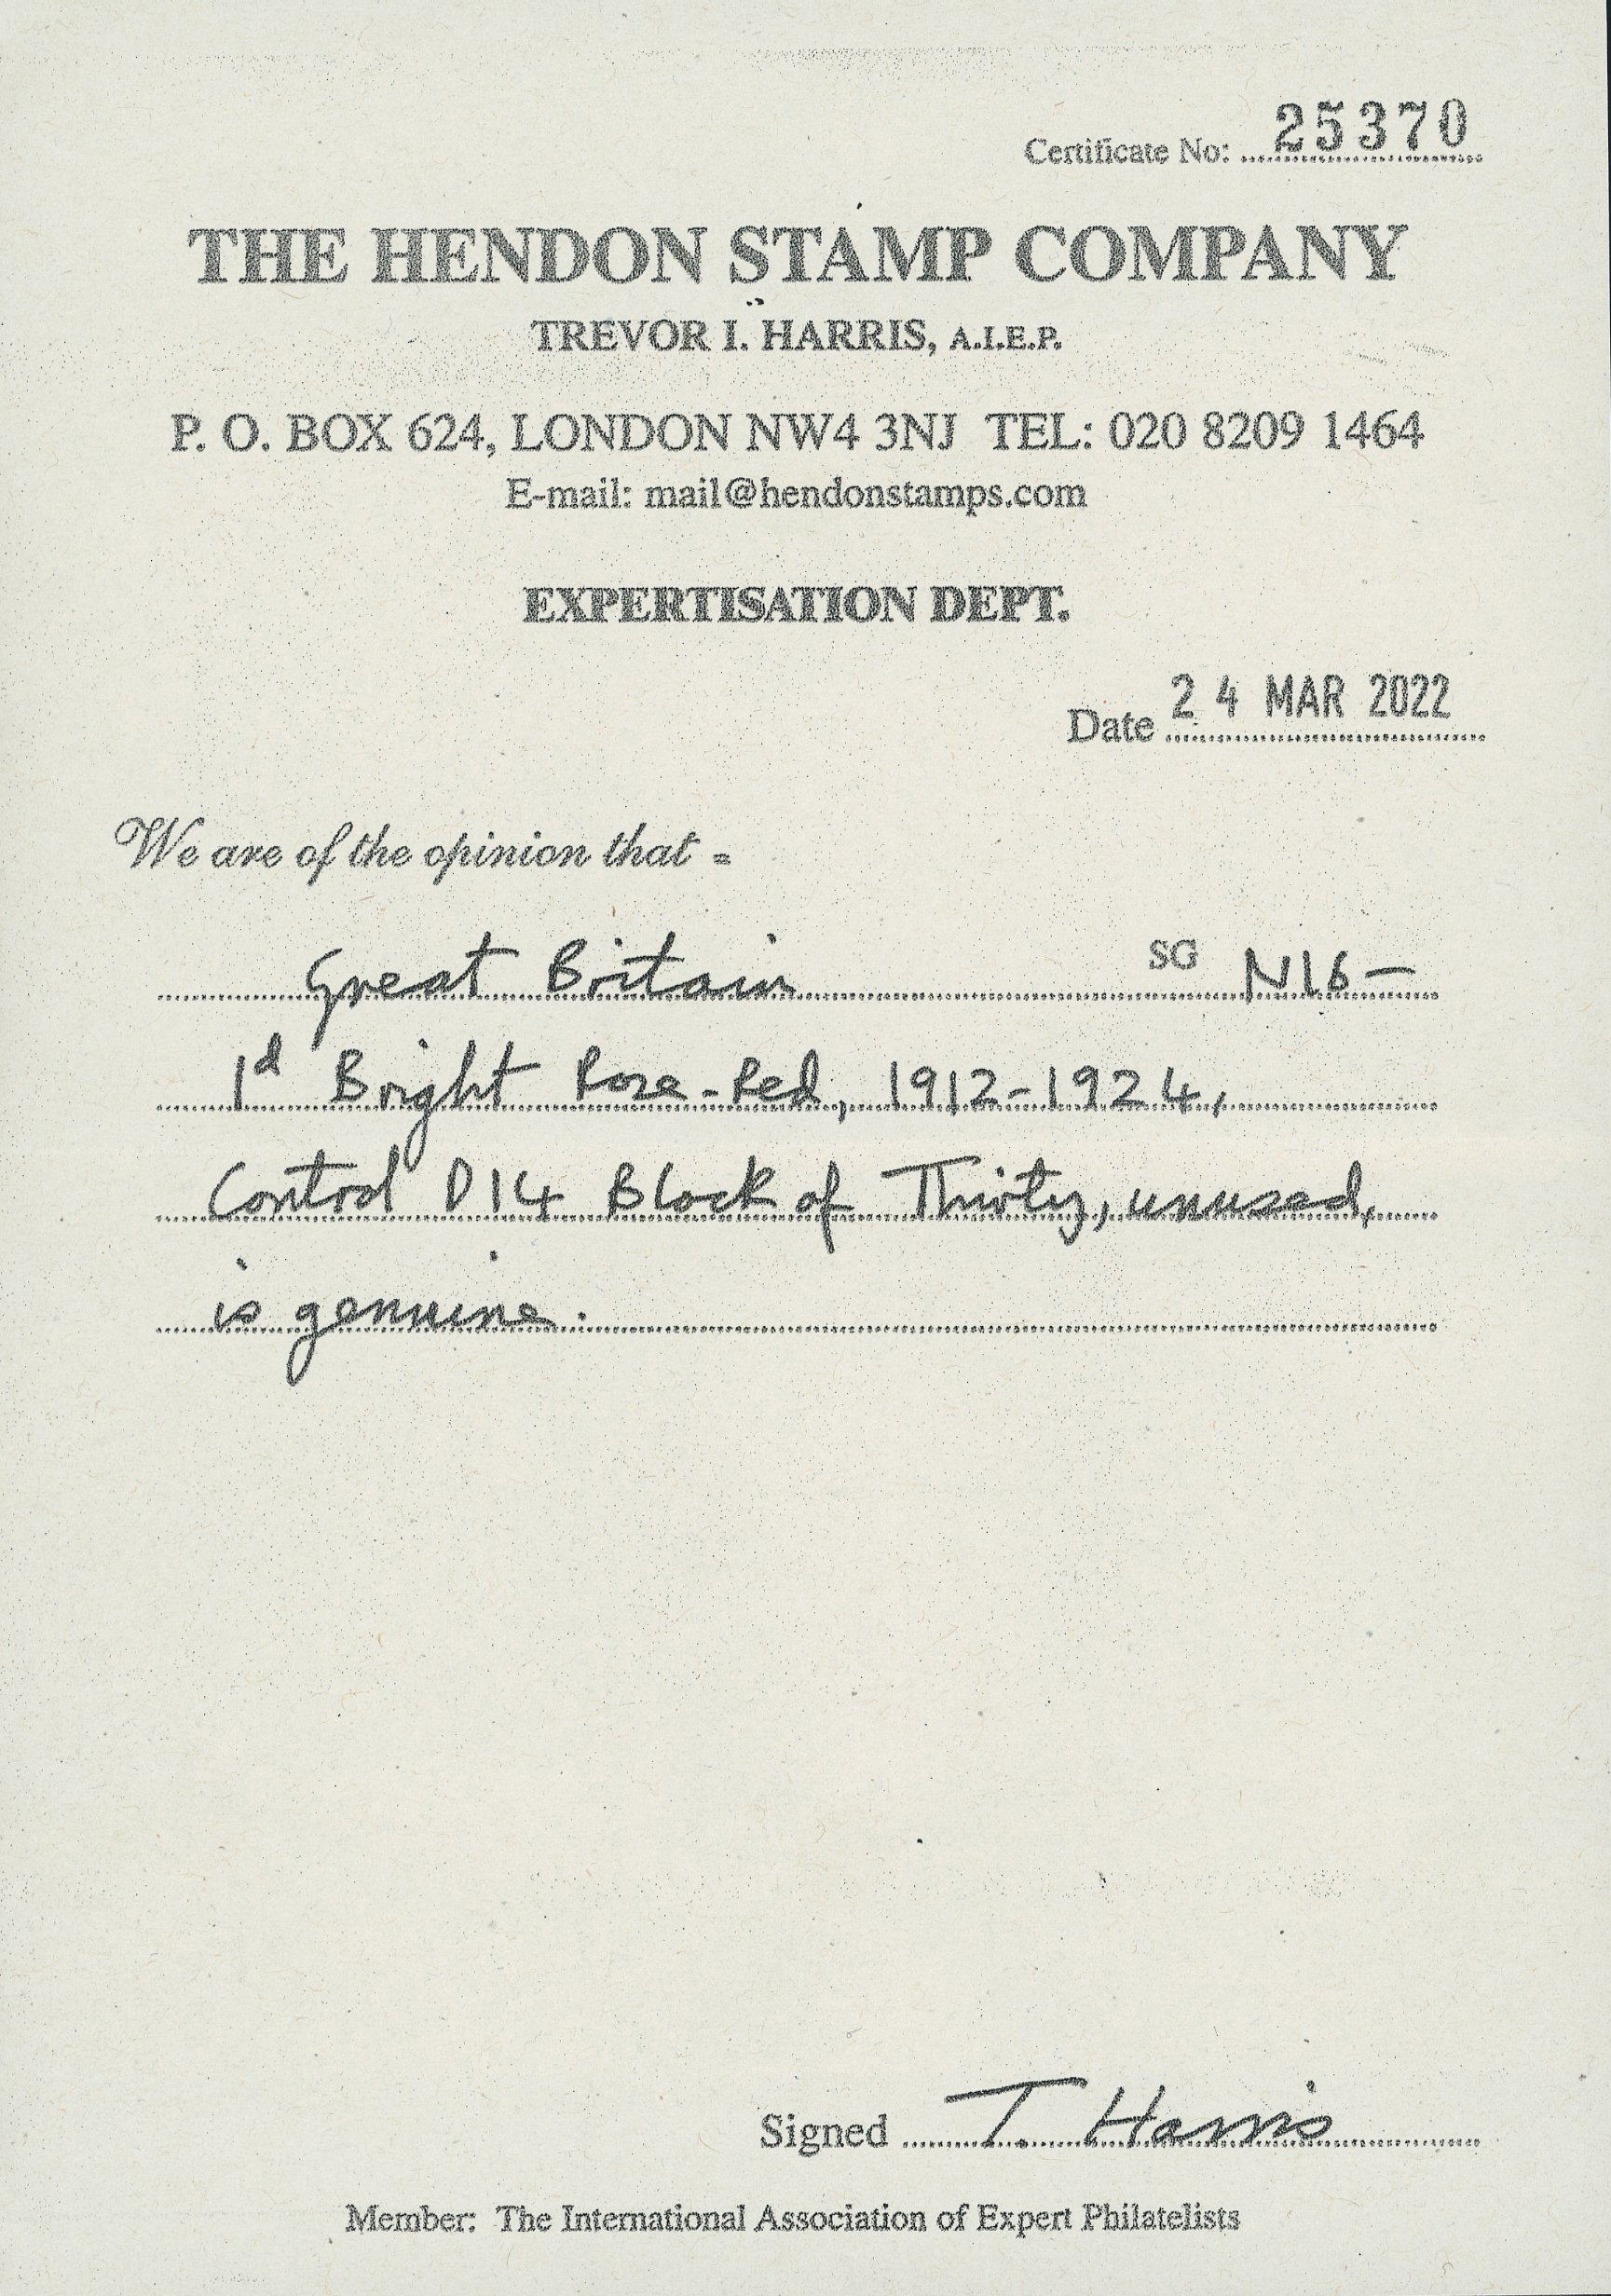 Certificate No: 25370
THE HENDON STAMP COMPANY
TREVOR I. HARRIS, A.I.E.P.
P. O. BOX 624, LONDON NW4 3NJ TEL: 020 8209 1464
E-mail: mail@hendonstamps.com
EXPERTISATION DEPT.
Date 24 MAR 2022
We are of the opinion that -
Great Britain SG N16-
1d Bright Rose-Red, 1912-1924,
Control D14 Block of Thirty, unused,
is genuine.
Signed T. Harris
Member: The International Association of Expert Philatelists